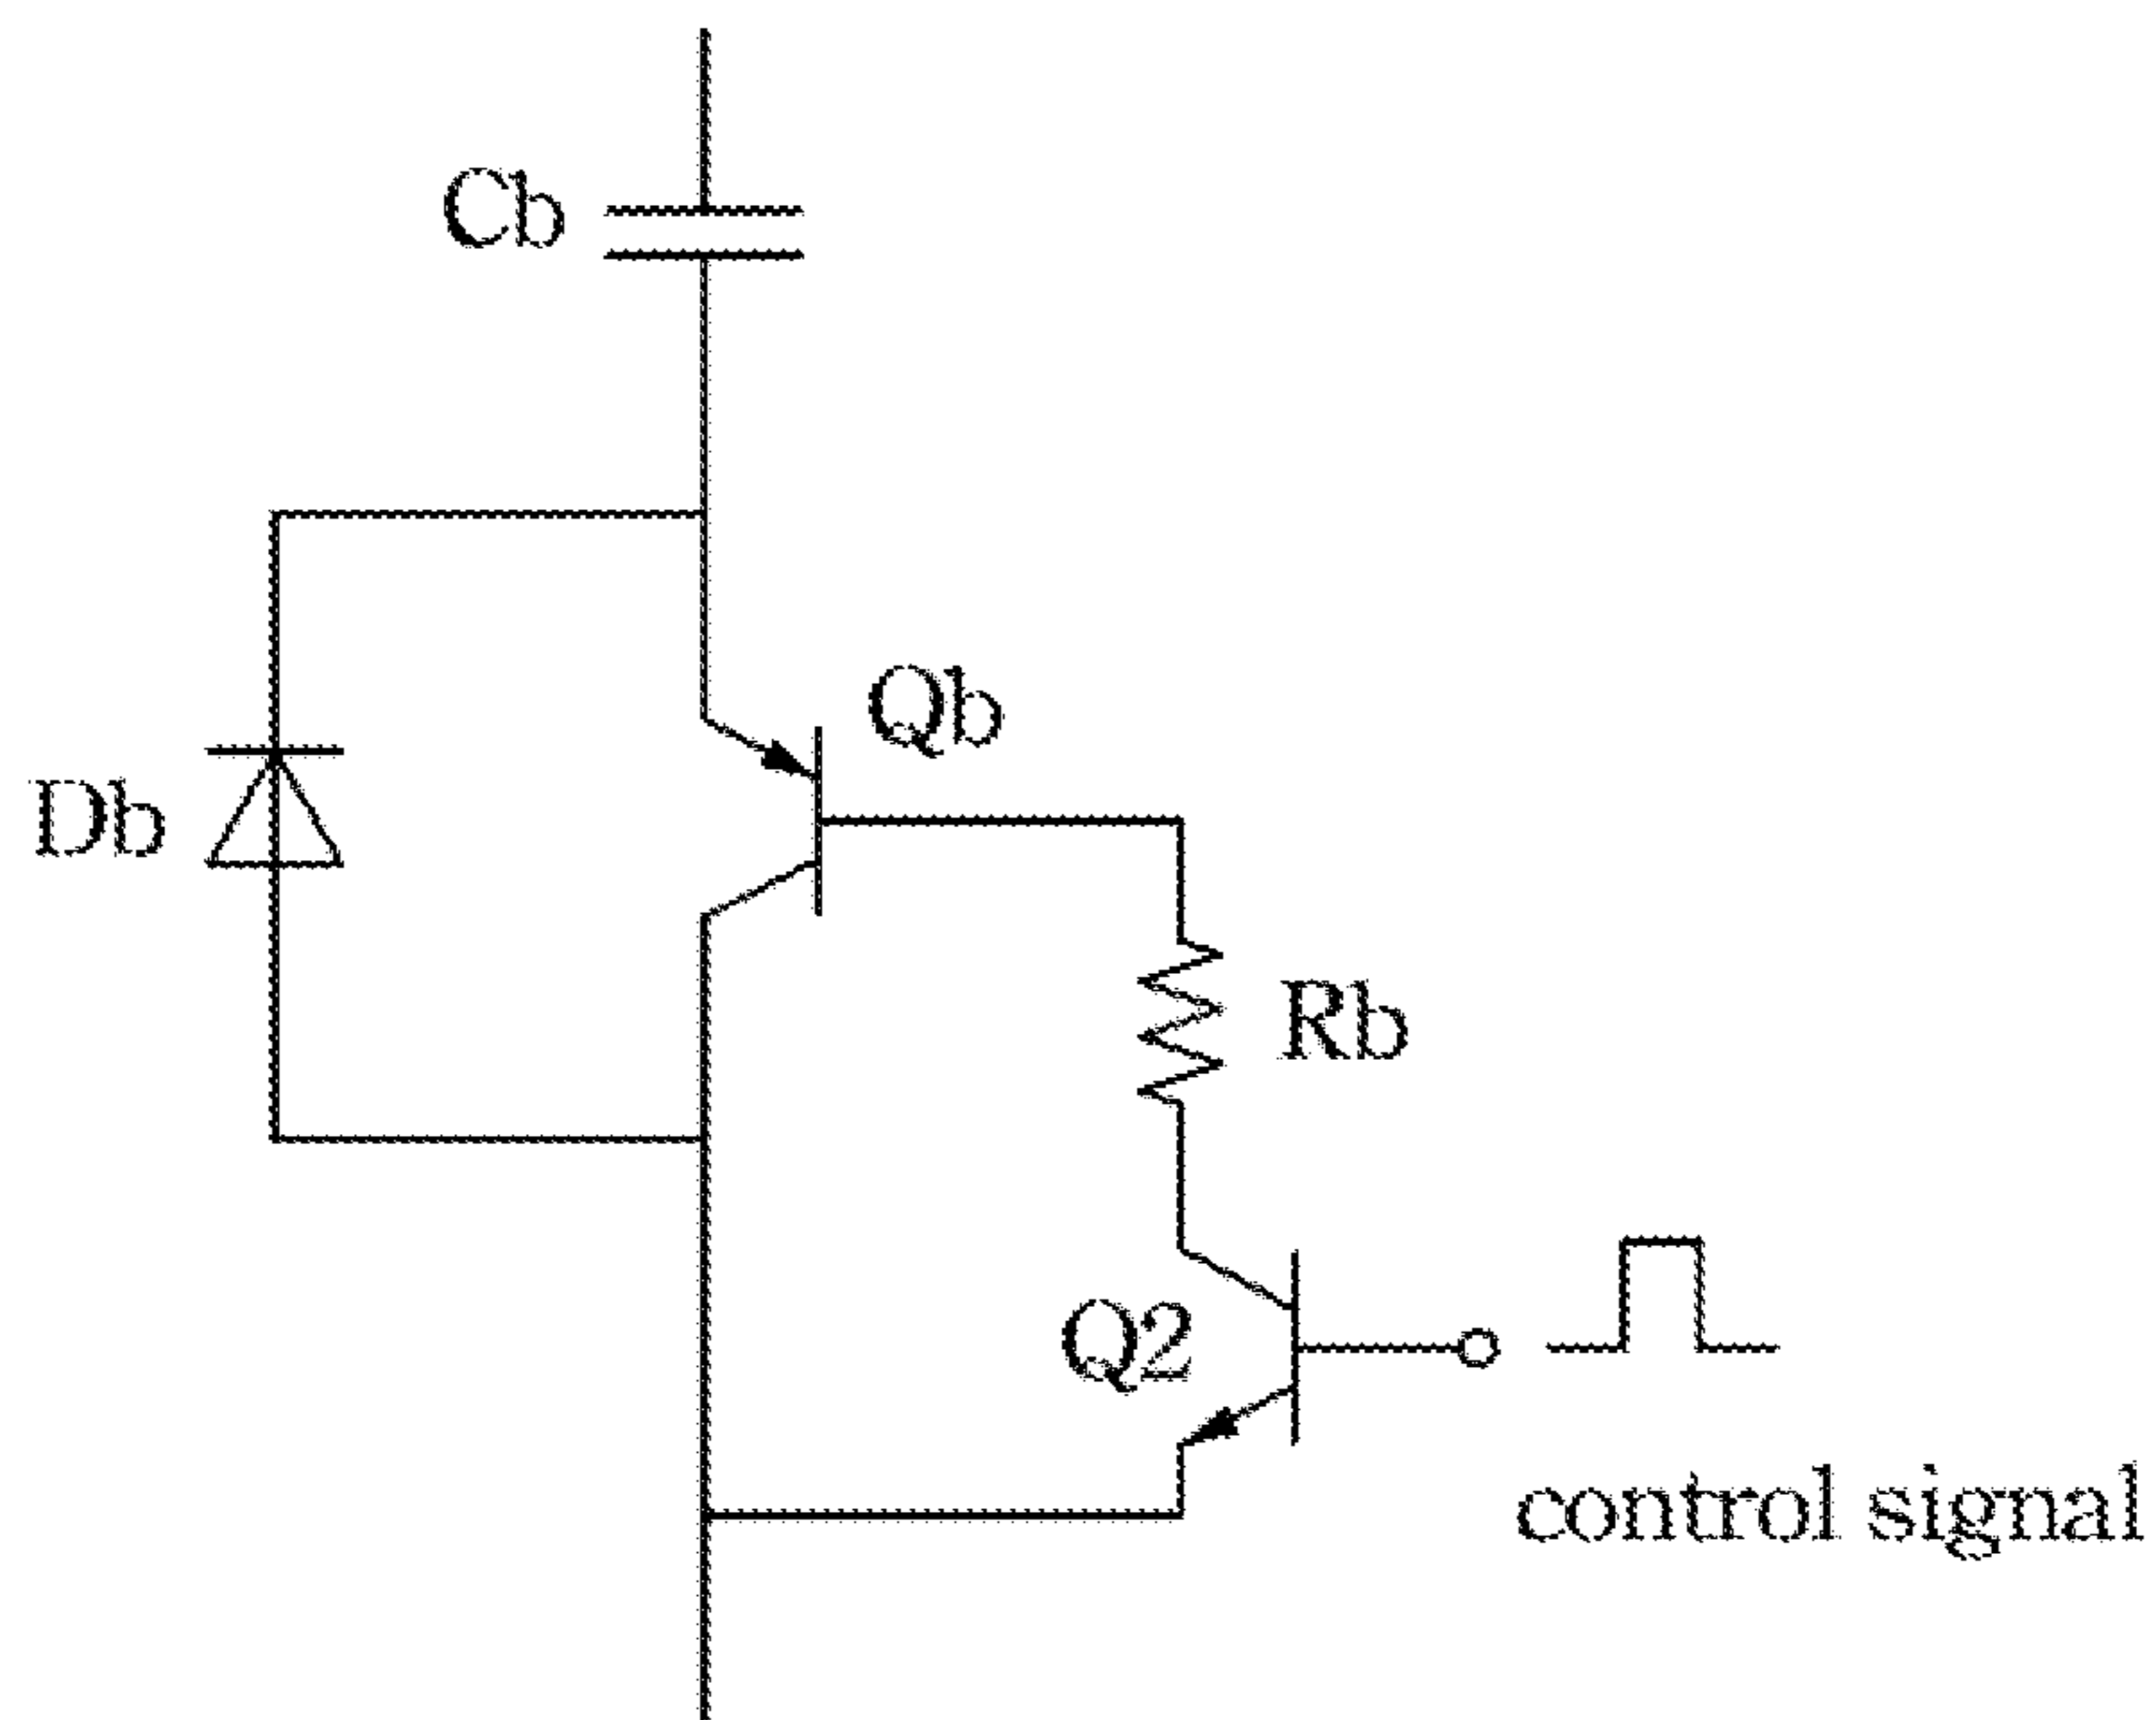 Cb
Qb
Db
Rb
Q2
control signal